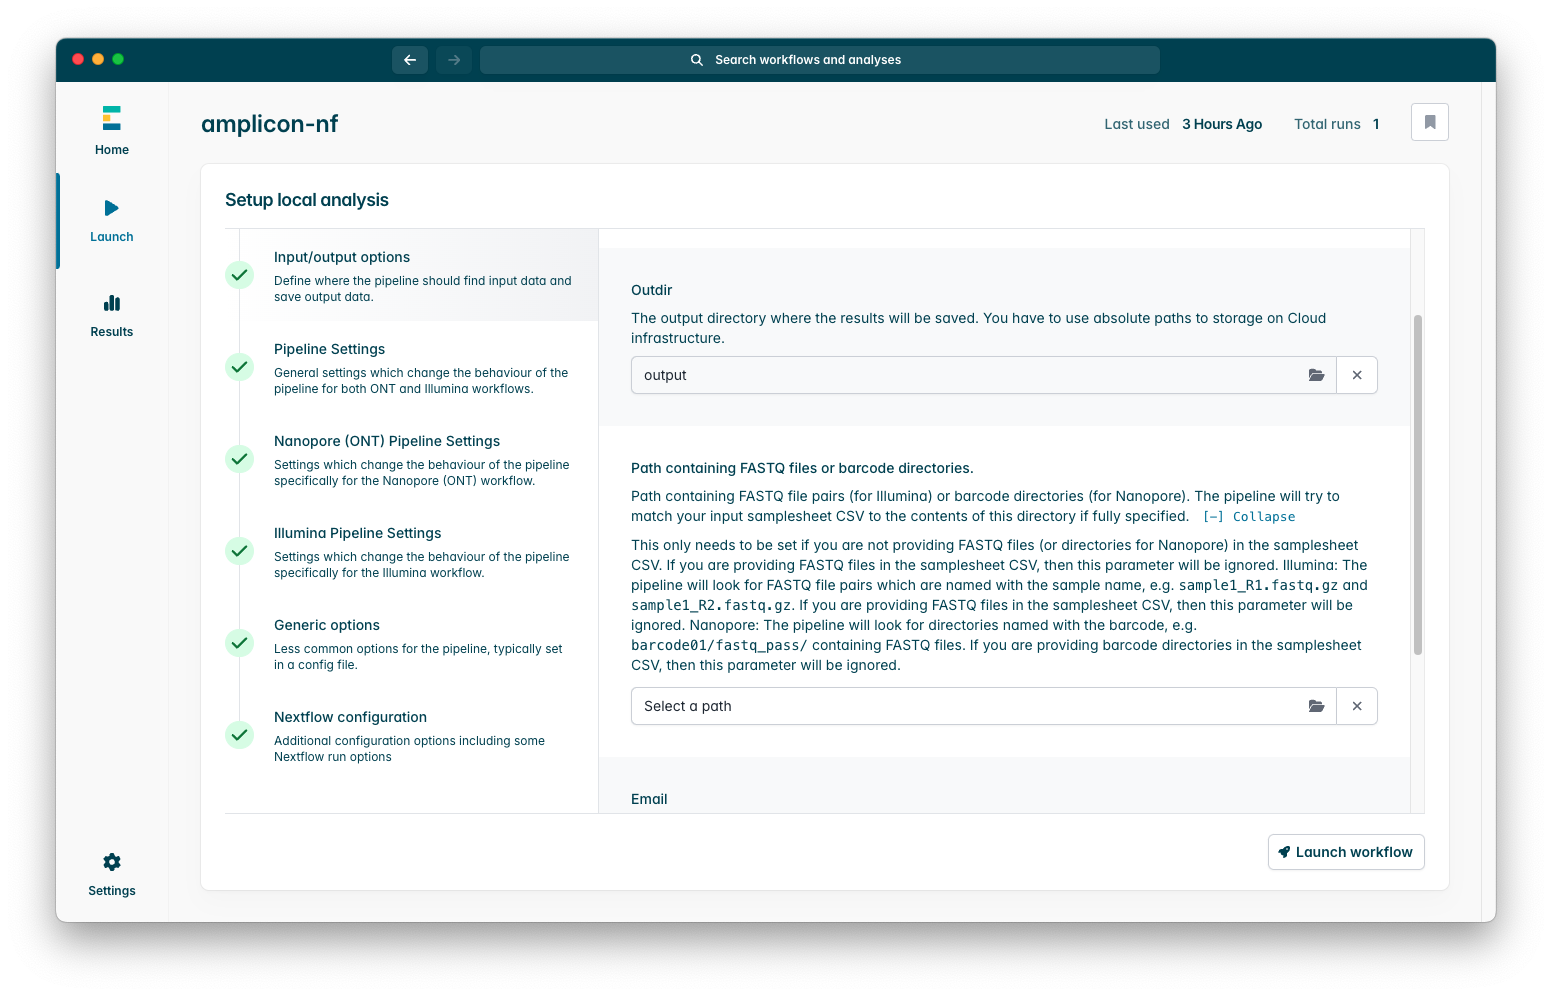 Search workflows and analyses
Home
Launch
Results
Settings
amplicon-nf
Last used 3 Hours Ago Total runs 1
Setup local analysis
Input/output options
Define where the pipeline should find input data and
save output data.
Pipeline Settings
General settings which change the behaviour of the
pipeline for both ONT and Illumina workflows.
Nanopore (ONT) Pipeline Settings
Settings which change the behaviour of the pipeline
specifically for the Nanopore (ONT) workflow.
Illumina Pipeline Settings
Settings which change the behaviour of the pipeline
specifically for the Illumina workflow.
Generic options
Less common options for the pipeline, typically set
in a config file.
Nextflow configuration
Additional configuration options including some
Nextflow run options
Outdir
The output directory where the results will be saved. You have to use absolute paths to storage on Cloud
infrastructure.
output
Path containing FASTQ files or barcode directories.
Path containing FASTQ file pairs (for Illumina) or barcode directories (for Nanopore). The pipeline will try to
match your input samplesheet CSV to the contents of this directory if fully specified. [−] Collapse
This only needs to be set if you are not providing FASTQ files (or directories for Nanopore) in the samplesheet
CSV. If you are providing FASTQ files in the samplesheet CSV, then this parameter will be ignored. Illumina: The
pipeline will look for FASTQ file pairs which are named with the sample name, e.g. sample1_R1.fastq.gz and
sample1_R2.fastq.gz. If you are providing FASTQ files in the samplesheet CSV, then this parameter will be
ignored. Nanopore: The pipeline will look for directories named with the barcode, e.g.
barcode01/fastq_pass/ containing FASTQ files. If you are providing barcode directories in the samplesheet
CSV, then this parameter will be ignored.
Select a path
Email
Launch workflow